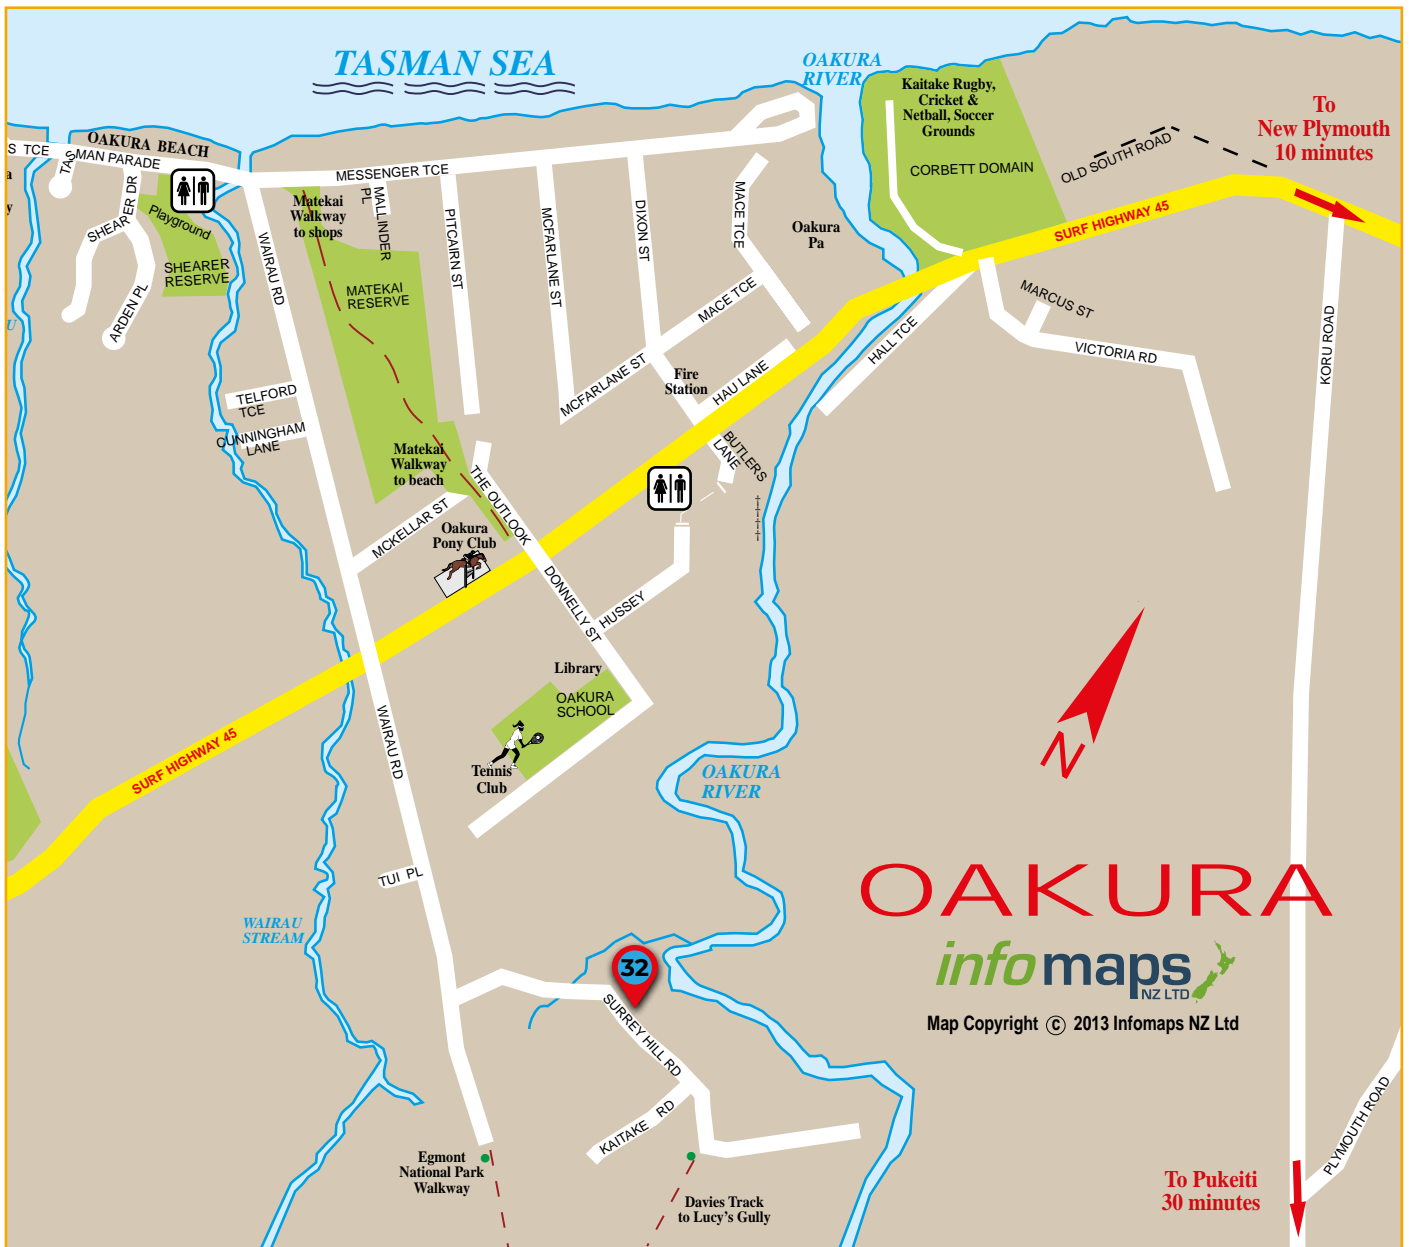 TASMAN SEA
OAKURA
RIVER
Kaitake Rugby,
Cricket &
Netball, Soccer
Grounds
CORBETT DOMAIN
OLD SOUTH ROAD
To
New Plymouth
10 minutes
SURF HIGHWAY 45
S TCE
TAS
MAN PARADE
OAKURA BEACH
a
y
U
SHEAR
ER DR
Playground
SHEARER
RESERVE
ARDEN PL
MESSENGER TCE
Matekai
Walkway
to shops
MALLINDER
PL
PITCAIRN ST
MCFARLANE ST
DIXON ST
MACE TCE
Oakura
Pa
WAIRAU RD
MATEKAI
RESERVE
MACE TCE
MCFARLANE ST
Fire
Station
HAU LANE
HALL TCE
MARCUS ST
VICTORIA RD
KORU ROAD
TELFORD
TCE
CUNNINGHAM
LANE
Matekai
Walkway
to beach
BUTLERS
LANE
THE OUTLOOK
MCKELLAR ST
Oakura
Pony Club
DONNELLY ST
HUSSEY
Library
OAKURA
SCHOOL
Tennis
Club
WAIRAU RD
SURF HIGHWAY 45
OAKURA
RIVER
N
TUI PL
WAIRAU
STREAM
OAKURA
infomaps
NZ LTD
Map Copyright © 2013 Infomaps NZ Ltd
32
SURREY HILL RD
KAITAKE RD
Egmont
National Park
Walkway
Davies Track
to Lucy's Gully
To Pukeiti
30 minutes
PLYMOUTH ROAD